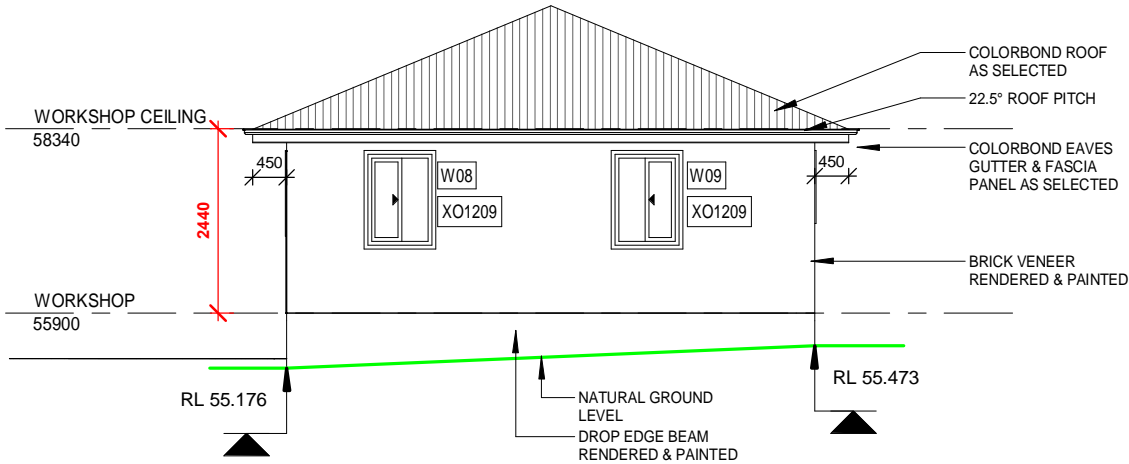 COLORBOND ROOF
AS SELECTED
22.5° ROOF PITCH
WORKSHOP CEILING
58340
COLORBOND EAVES
GUTTER & FASCIA
PANEL AS SELECTED
450
450
W08
XO1209
W09
XO1209
2440
BRICK VENEER
RENDERED & PAINTED
WORKSHOP
55900
RL 55.176
RL 55.473
NATURAL GROUND
LEVEL
DROP EDGE BEAM
RENDERED & PAINTED